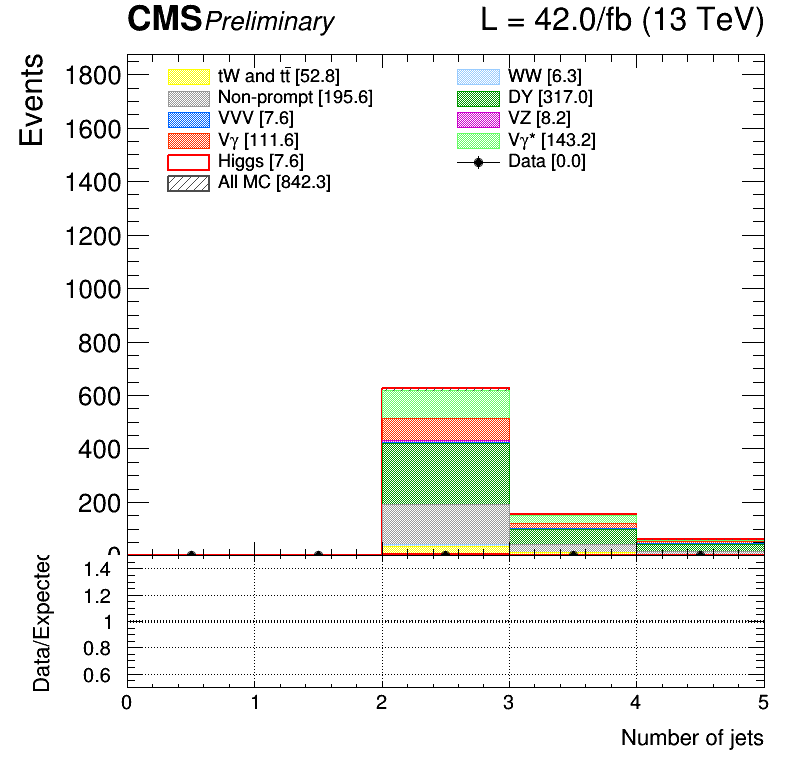 CMS Preliminary L = 42.0/fb (13 TeV)
Events
1800
1600
1400
1200
1000
800
600
400
200
0
tW and tt̄ [52.8]
Non-prompt [195.6]
VVV [7.6]
Vγ [111.6]
Higgs [7.6]
All MC [842.3]
WW [6.3]
DY [317.0]
VZ [8.2]
Vγ* [143.2]
Data [0.0]
Data/Expected
1.4
1.2
1
0.8
0.6
0 1 2 3 4 5
Number of jets